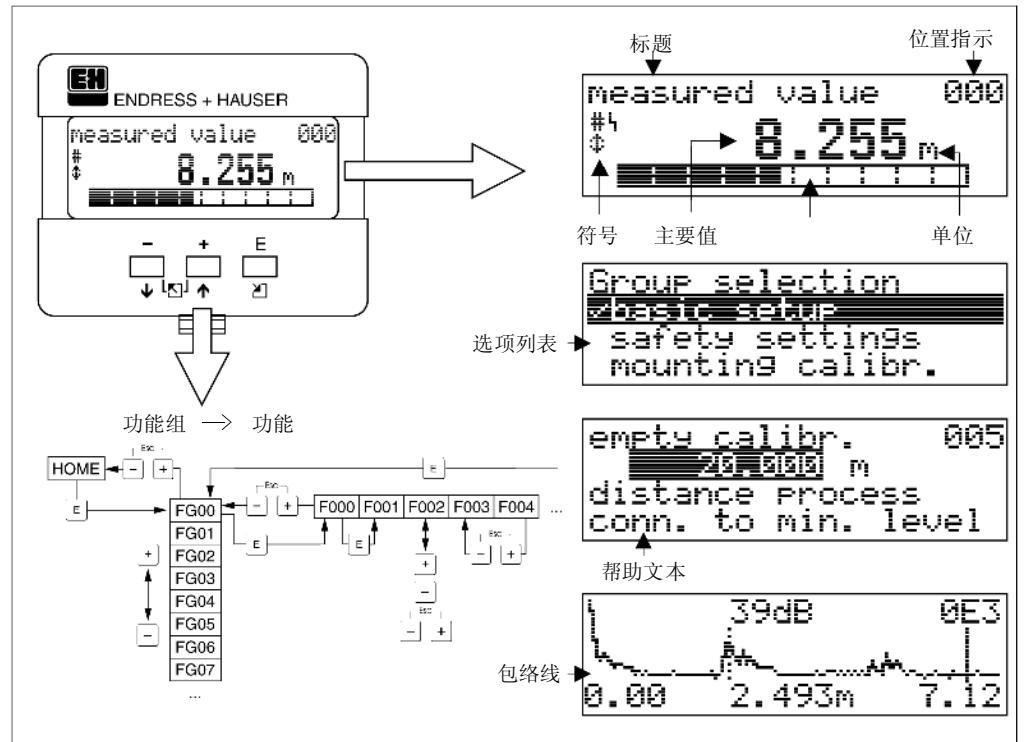 EH
ENDRESS + HAUSER
measured value 000
#
8.255 m
- + E
标题 位置指示
measured value 000
#
8.255 m
符号 主要值 单位
Group selection
basic setup
选项列表
safety settings
mounting calibr.
empty calibr. 005
20.000 m
distance process
conn. to min. level
帮助文本
39dB 0E3
包络线
0.00 2.493m 7.12
功能组 → 功能
Esc
HOME - +
E
E
FG00
Esc
- +
F000 F001 F002 F003 F004 ...
FG01
E
E
Esc
- +
FG02
+
+
FG03
-
FG04
Esc
FG05
- +
-
FG06
FG07
...